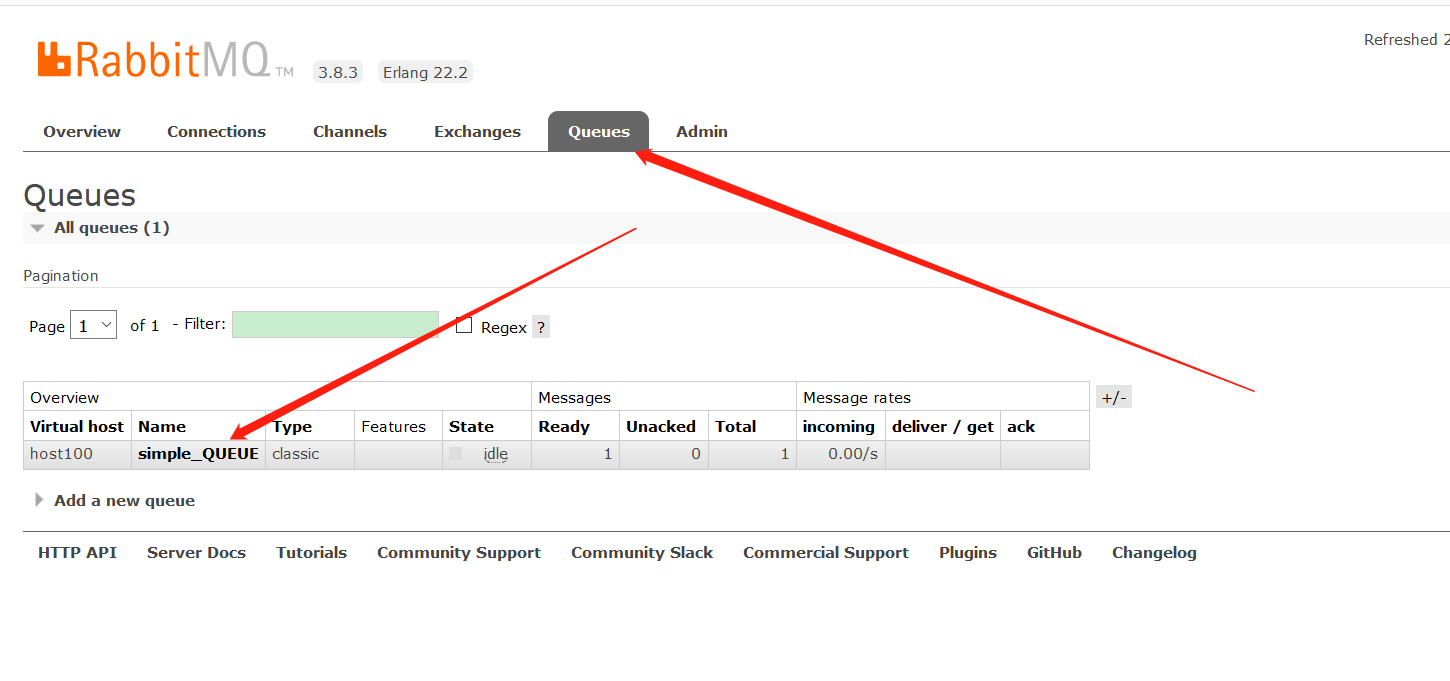 Refreshed 2
RabbitMQ TM 3.8.3 Erlang 22.2
Overview Connections Channels Exchanges Queues Admin
Queues
All queues (1)
Pagination
Page 1 of 1 - Filter: Regex ?
Overview Messages Message rates +/-
Virtual host Name Type Features State Ready Unacked Total incoming deliver / get ack
host100 simple_QUEUE classic idle 1 0 1 0.00/s
Add a new queue
HTTP API Server Docs Tutorials Community Support Community Slack Commercial Support Plugins GitHub Changelog